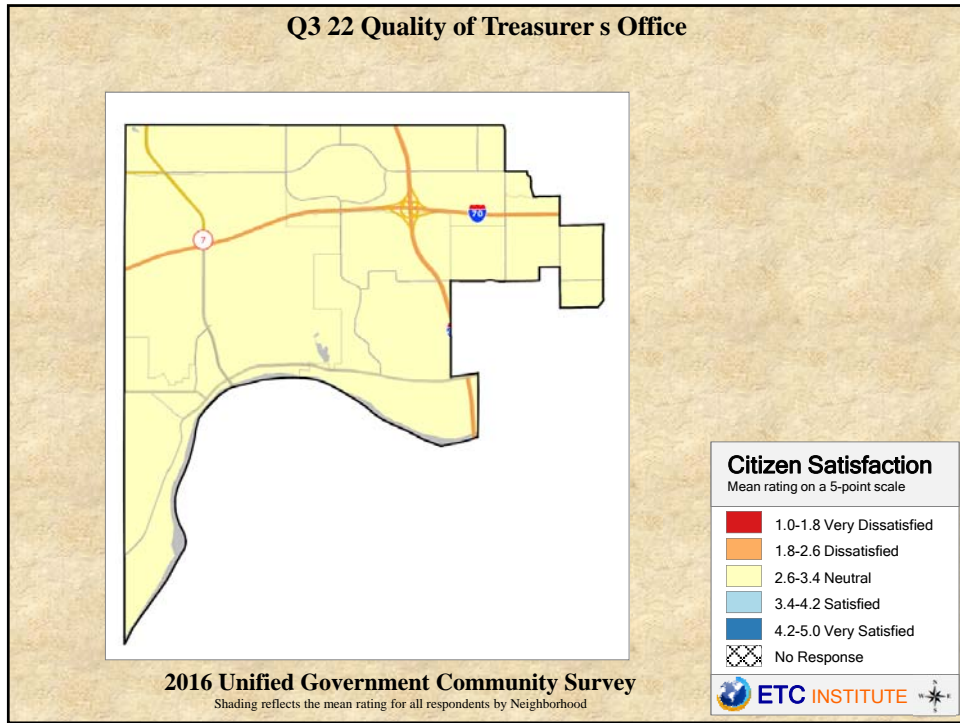 Q3 22 Quality of Treasurer s Office
70
7
Citizen Satisfaction
Mean rating on a 5-point scale
1.0-1.8 Very Dissatisfied
1.8-2.6 Dissatisfied
2.6-3.4 Neutral
3.4-4.2 Satisfied
4.2-5.0 Very Satisfied
No Response
2016 Unified Government Community Survey
Shading reflects the mean rating for all respondents by Neighborhood
ETC INSTITUTE
N
W E
S